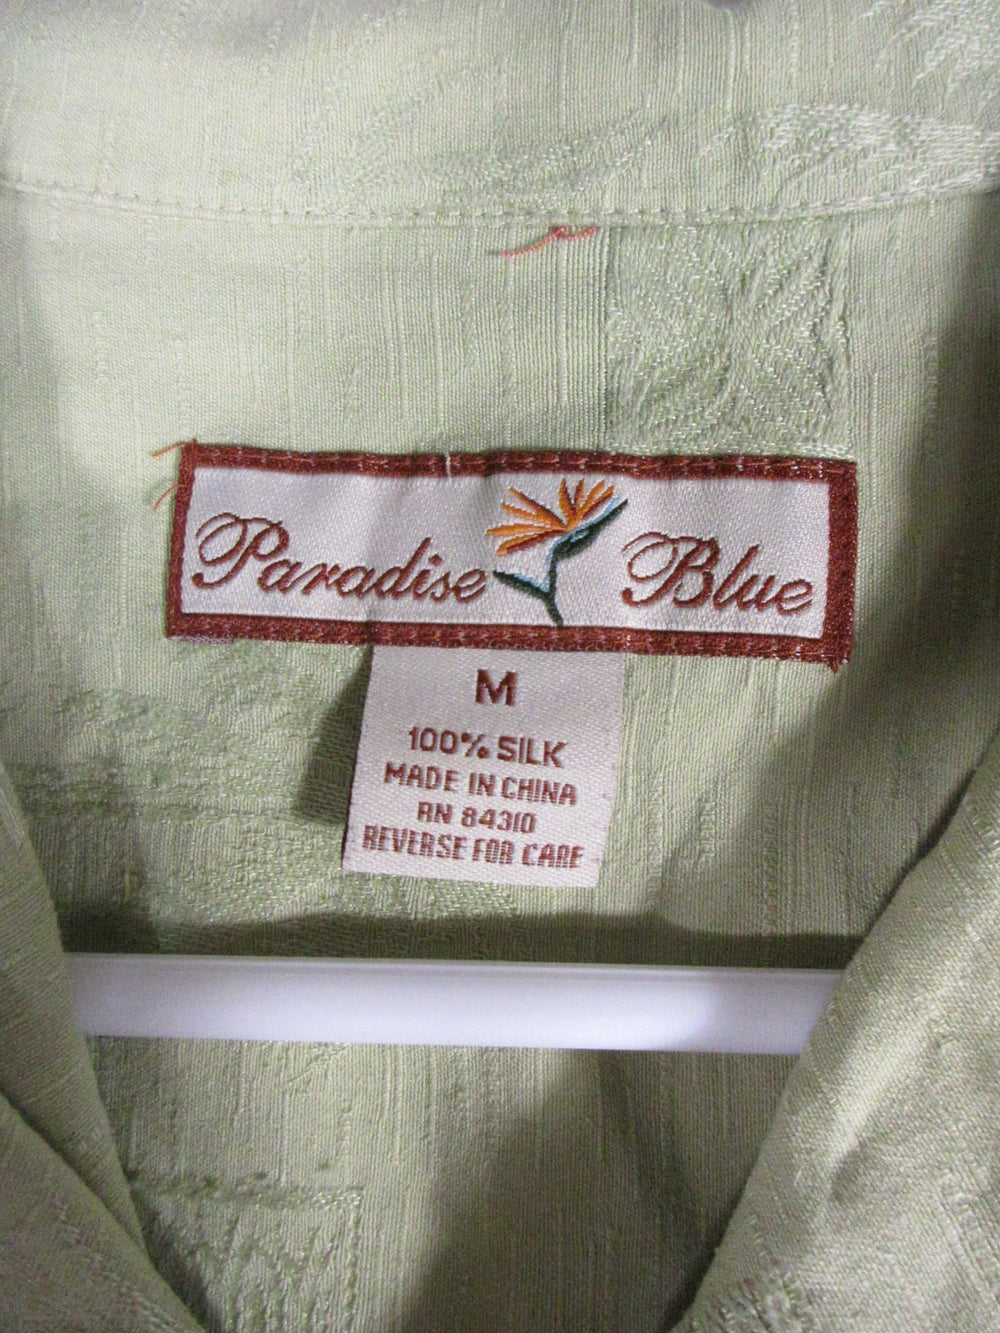 Paradise Blue
M
100% SILK
MADE IN CHINA
RN 84310
REVERSE FOR CARE